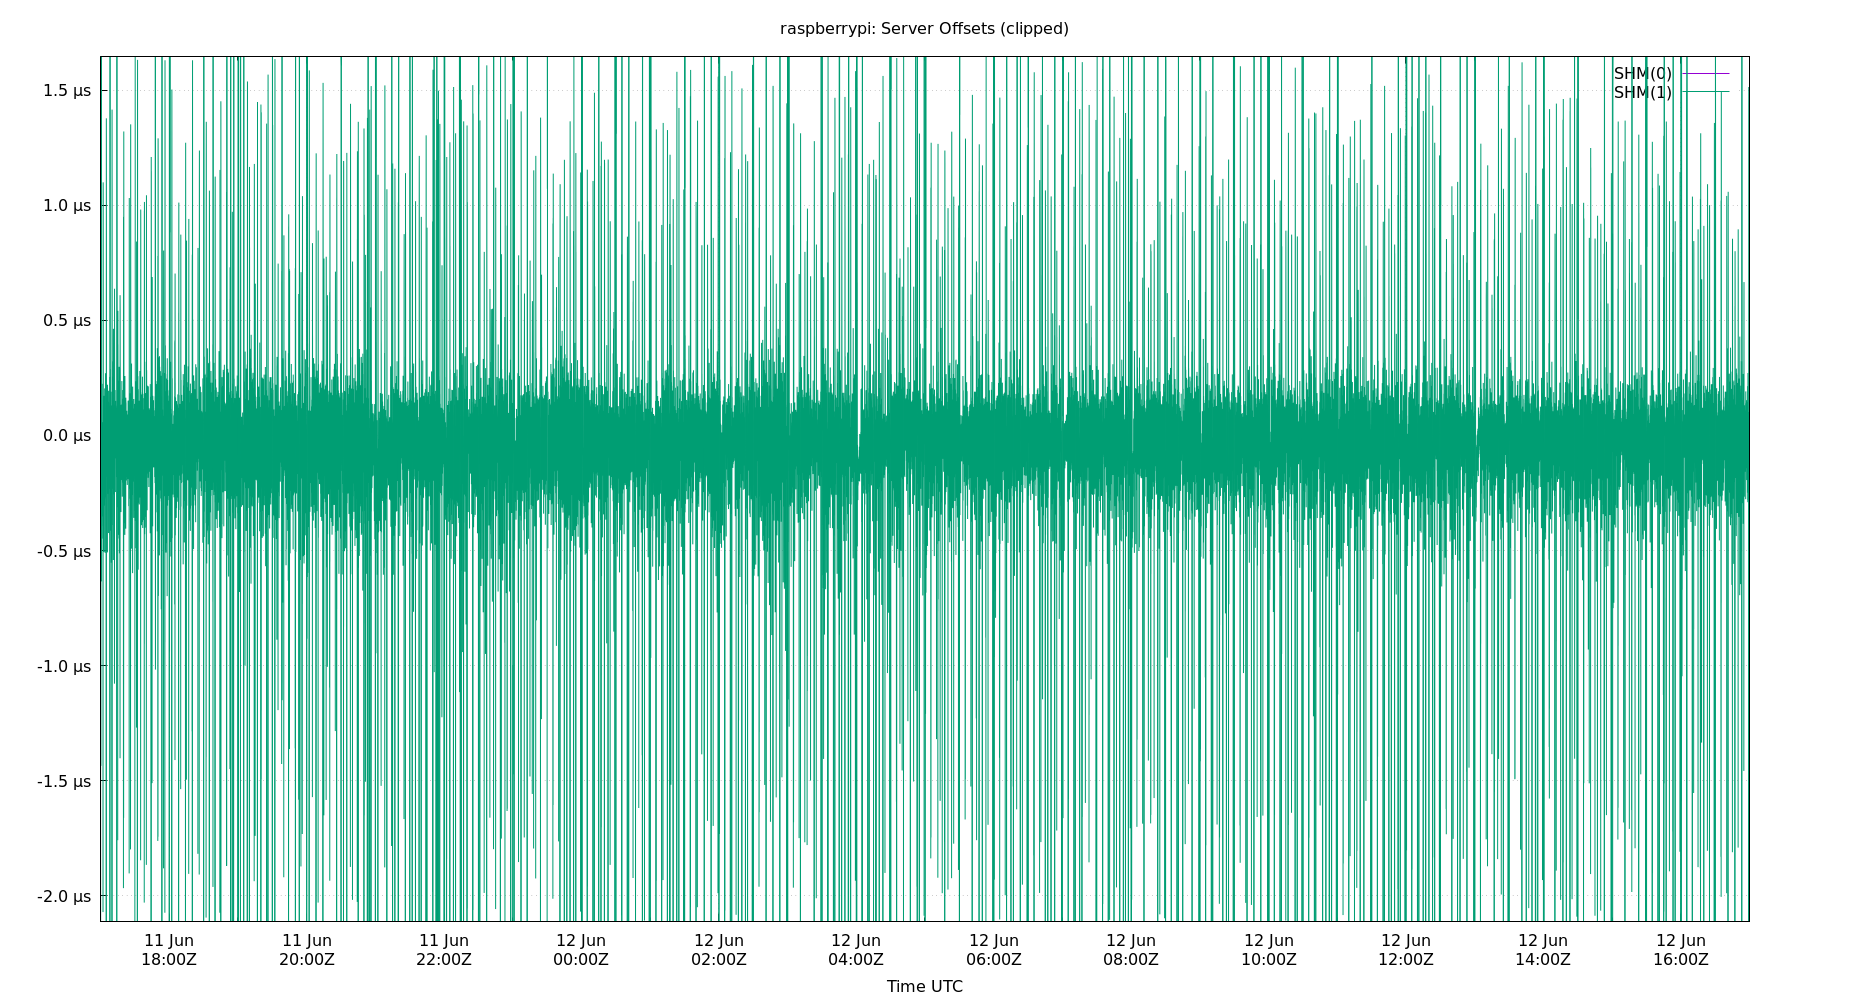 raspberrypi: Server Offsets (clipped)
SHM(0)
SHM(1)
1.5 µs
1.0 µs
0.5 µs
0.0 µs
-0.5 µs
-1.0 µs
-1.5 µs
-2.0 µs
11 Jun 11 Jun 11 Jun 12 Jun 12 Jun 12 Jun 12 Jun 12 Jun 12 Jun 12 Jun 12 Jun 12 Jun
18:00Z 20:00Z 22:00Z 00:00Z 02:00Z 04:00Z 06:00Z 08:00Z 10:00Z 12:00Z 14:00Z 16:00Z
Time UTC